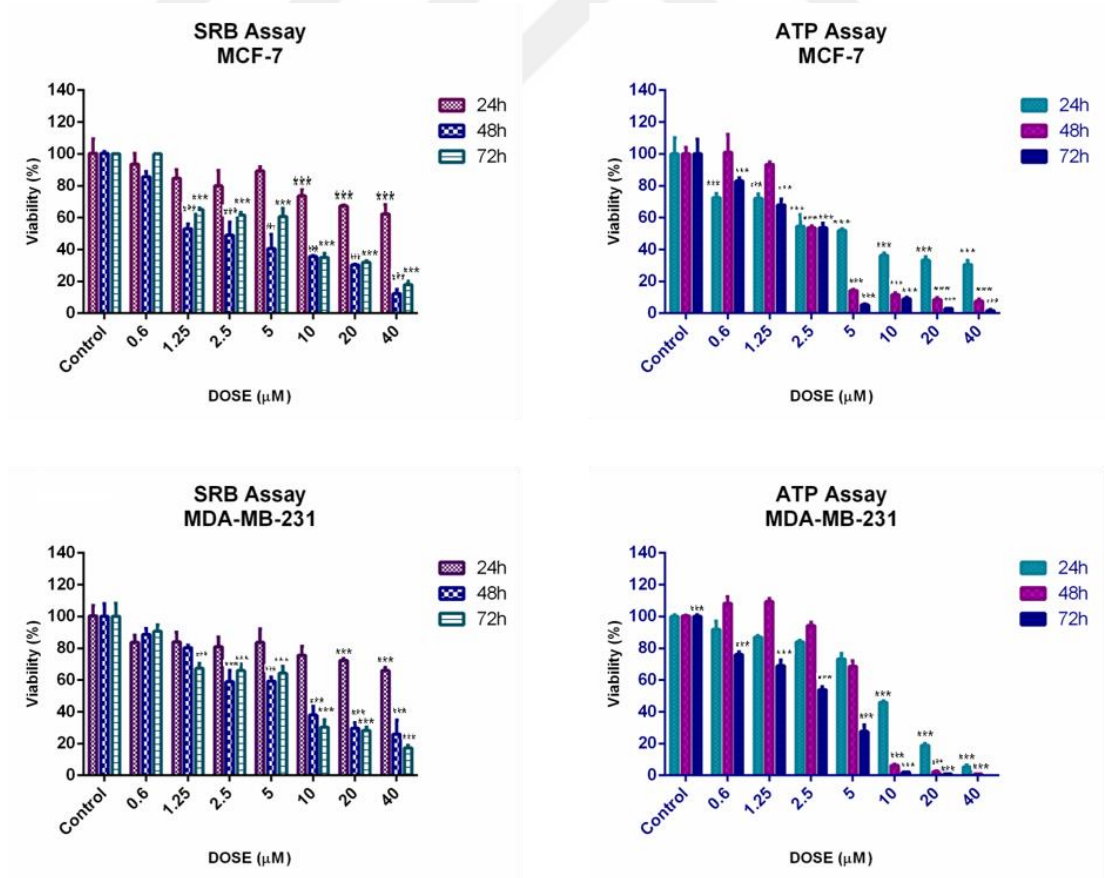 SRB Assay
MCF-7
140
120
100
80
60
40
20
0
Viability (%)
Control
0.6
1.25
2.5
5
10
20
40
DOSE (μM)
24h
48h
72h
ATP Assay
MCF-7
140
120
100
80
60
40
20
0
Viability (%)
Control
0.6
1.25
2.5
5
10
20
40
DOSE (μM)
24h
48h
72h
SRB Assay
MDA-MB-231
140
120
100
80
60
40
20
0
Viability (%)
Control
0.6
1.25
2.5
5
10
20
40
DOSE (μM)
24h
48h
72h
ATP Assay
MDA-MB-231
140
120
100
80
60
40
20
0
Viability (%)
Control
0.6
1.25
2.5
5
10
20
40
DOSE (μM)
24h
48h
72h